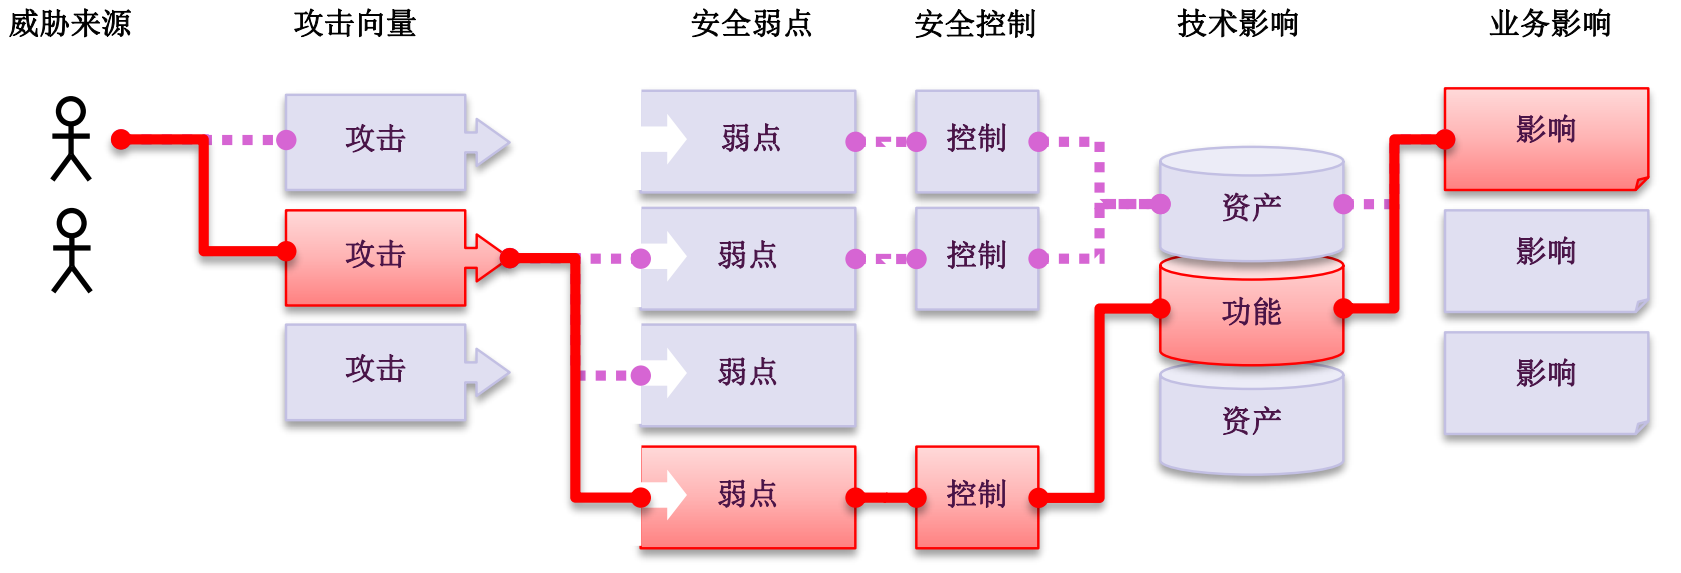 威胁来源 攻击向量 安全弱点 安全控制 技术影响 业务影响
攻击 弱点 控制 影响
资产
攻击 弱点 控制 影响
功能
攻击 弱点 影响
资产
弱点 控制